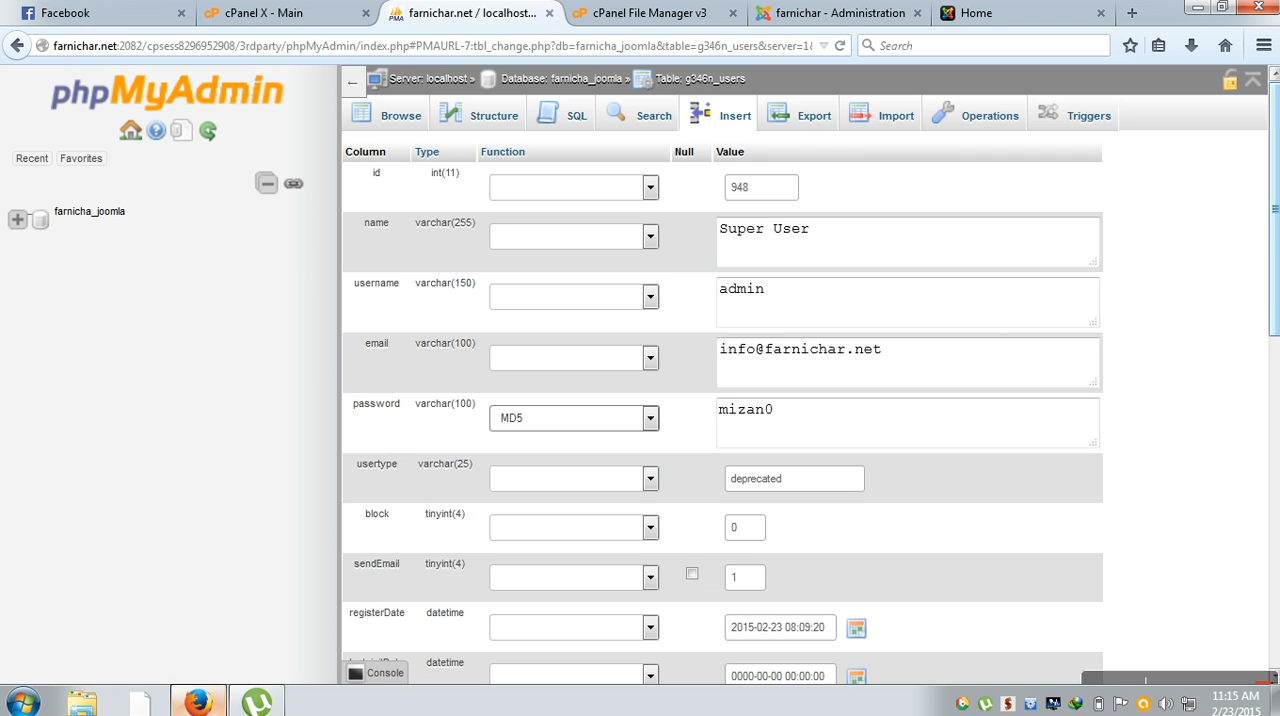 Facebook
cPanel X - Main
farnichar.net / localhost...
cPanel File Manager v3
farnichar - Administration
Home
farnichar.net:2082/cpsess8296952908/3rdparty/phpMyAdmin/index.php#PMAURL-7:tbl_change.php?db=farnicha_joomla&table=g346n_users&server=1&
Search
phpMyAdmin
Recent
Favorites
farnicha_joomla
Server: localhost » Database: farnicha_joomla » Table: g346n_users
Browse
Structure
SQL
Search
Insert
Export
Import
Operations
Triggers
Column Type Function Null Value
id int(11) 948
name varchar(255) Super User
username varchar(150) admin
email varchar(100) info@farnichar.net
password varchar(100) MD5 mizan0
usertype varchar(25) deprecated
block tinyint(4) 0
sendEmail tinyint(4) 1
registerDate datetime 2015-02-23 08:09:20
datetime 0000-00-00 00:00:00
Console
11:15 AM
2/23/2015